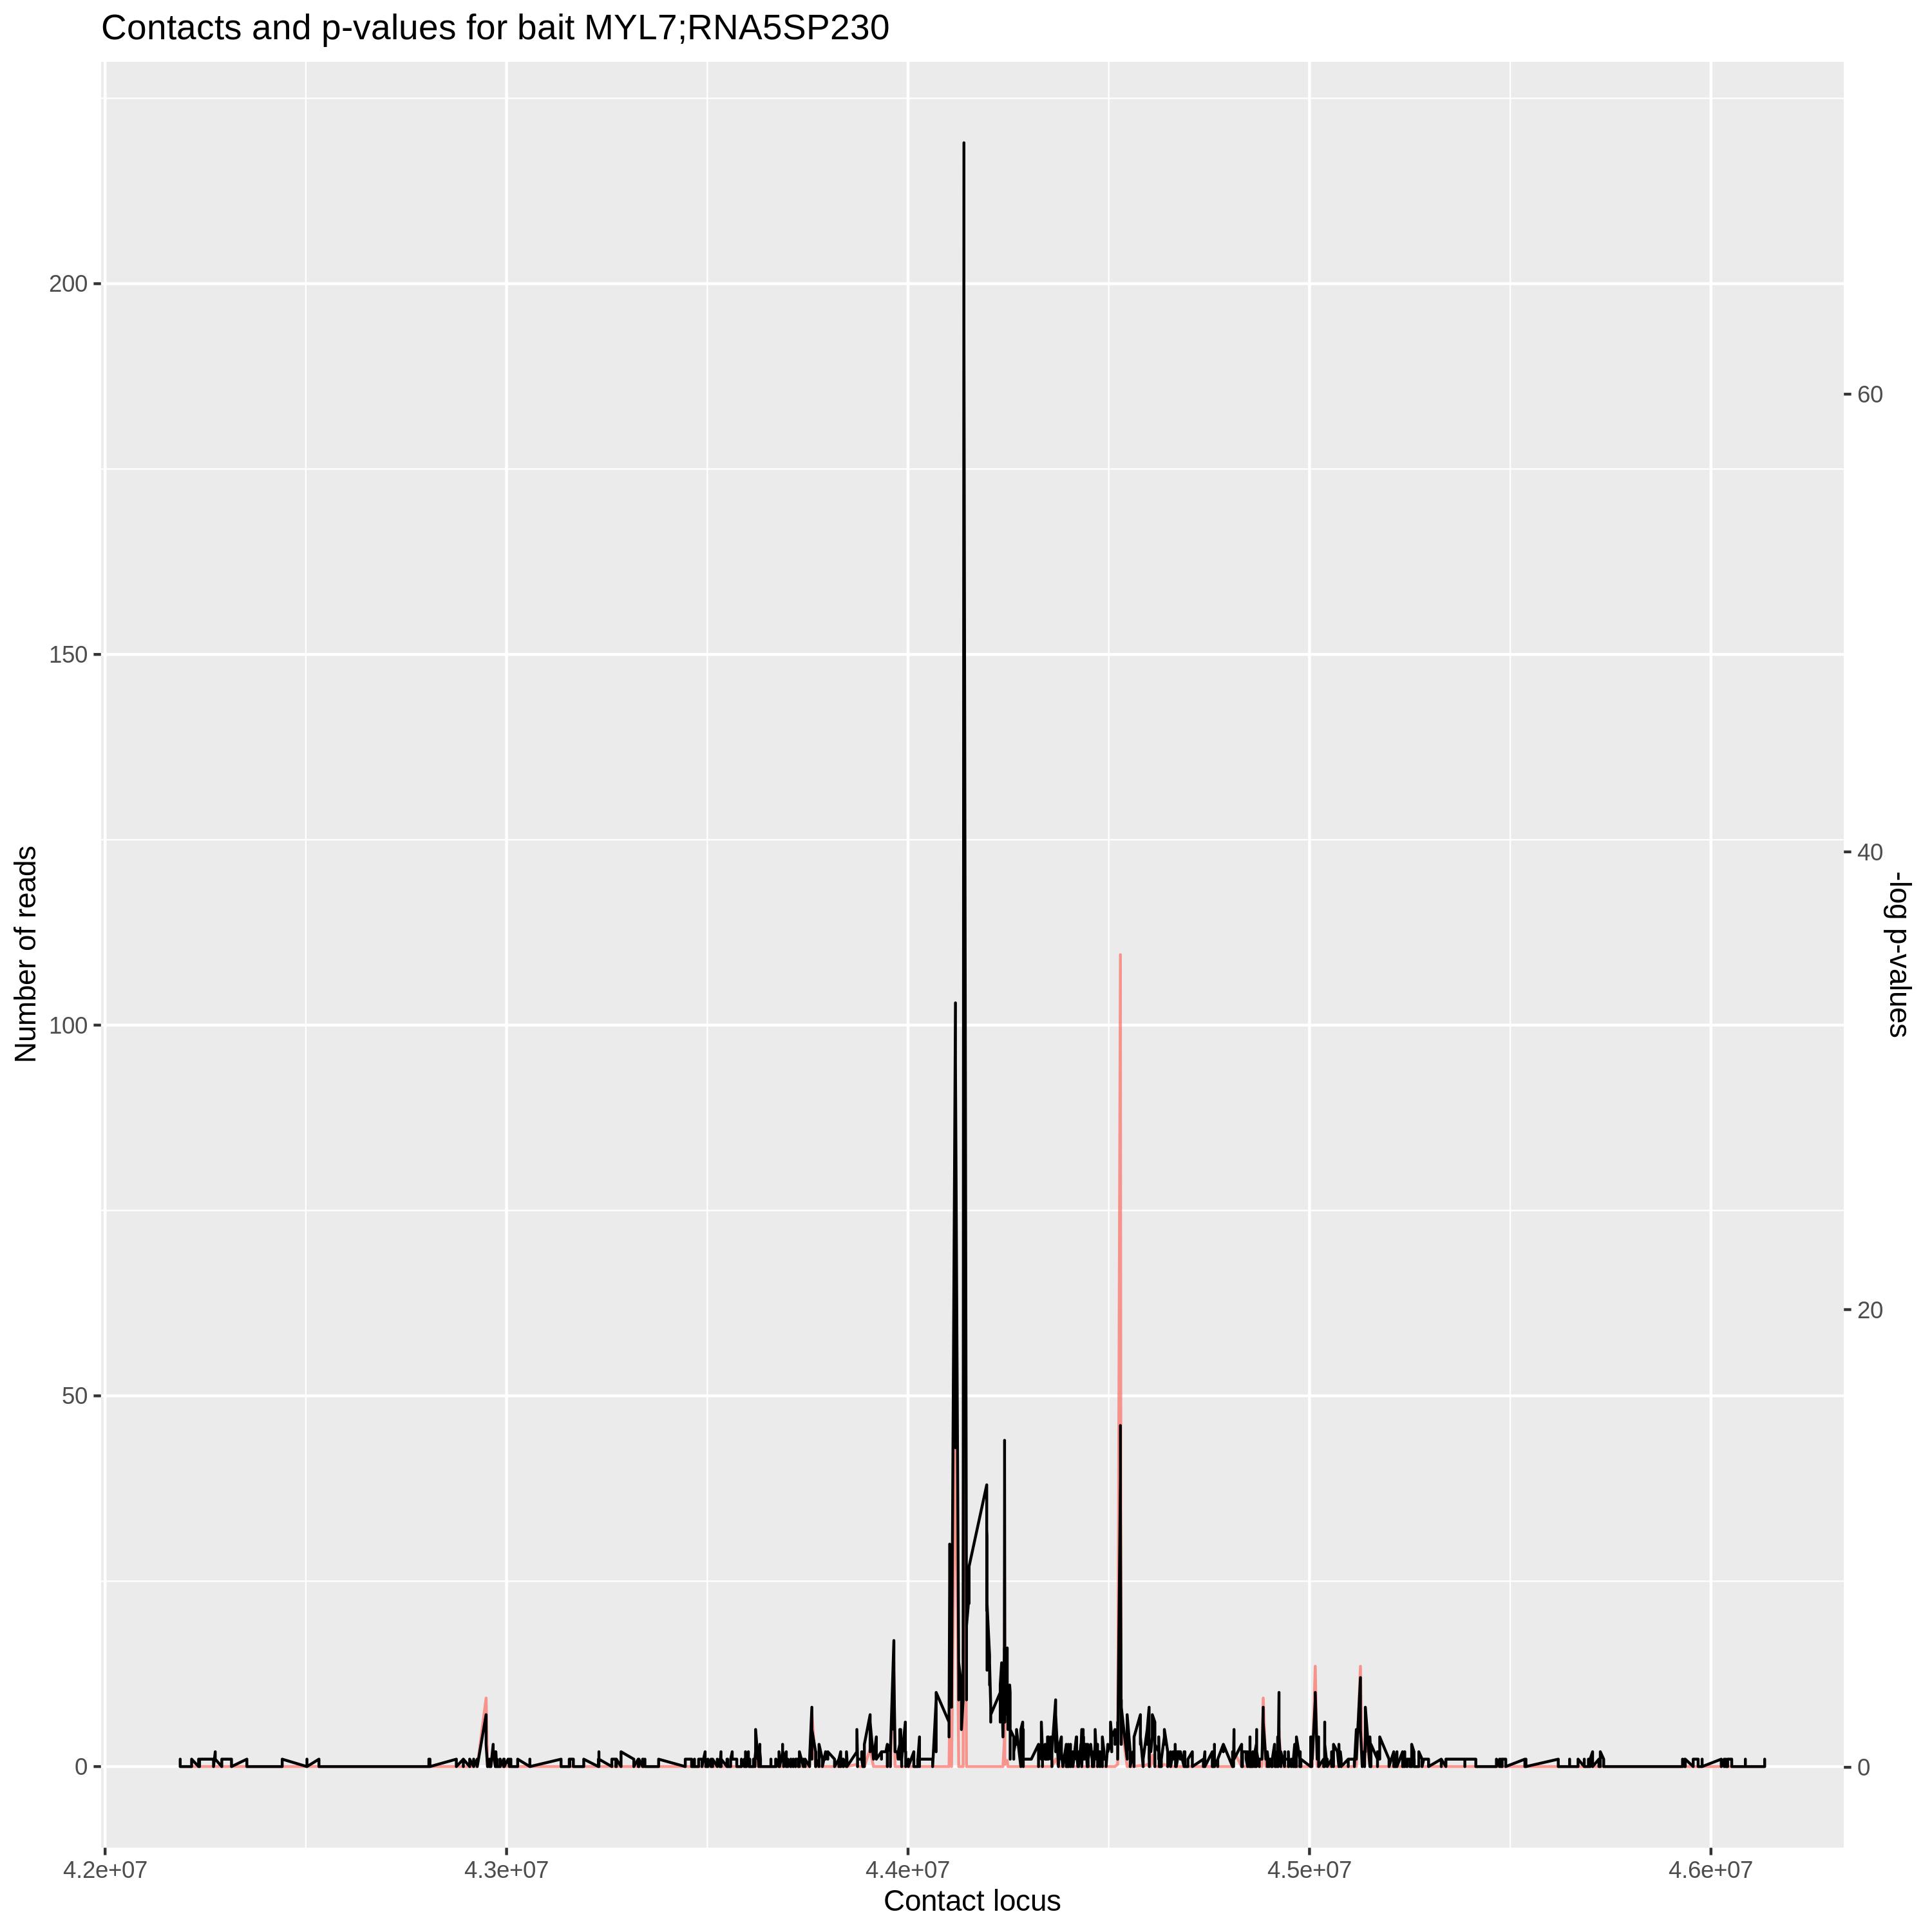 Contacts and p-values for bait MYL7;RNA5SP230
200
150
100
50
0
Number of reads
60
40
20
0
-log p-values
4.2e+07 4.3e+07 4.4e+07 4.5e+07 4.6e+07
Contact locus